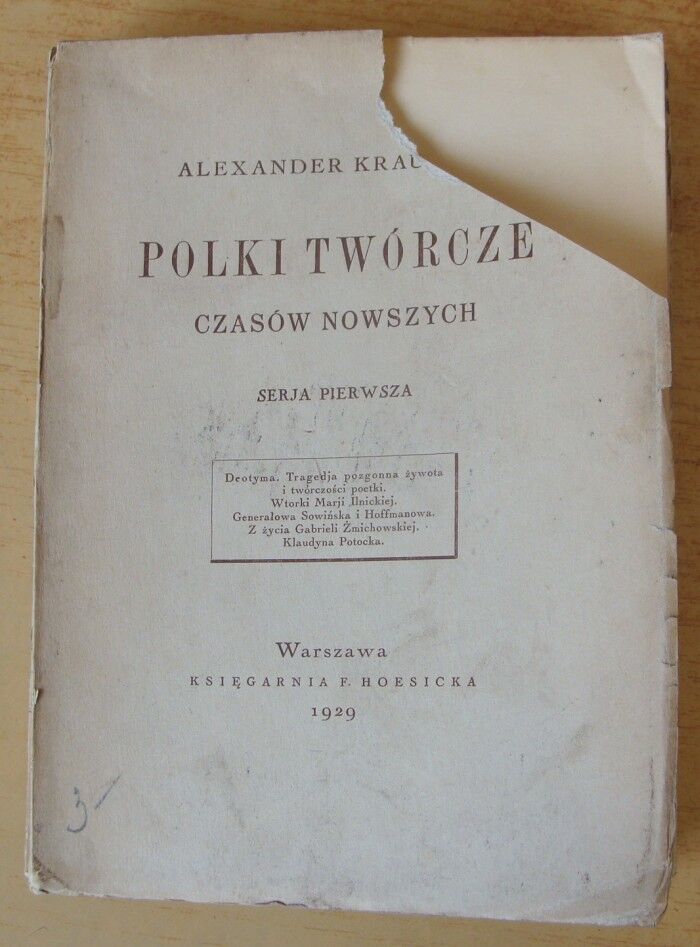 ALEXANDER KRAU
POLKI TWÓRCZE
CZASÓW NOWSZYCH
SERJA PIERWSZA
Deotyma. Tragedja pozgonna żywota
i twórczości poetki.
Wtorki Marji Ilnickiej.
Generałowa Sowińska i Hoffmanowa.
Z życia Gabrieli Żmichowskiej.
Klaudyna Potocka.
Warszawa
KSIĘGARNIA F. HOESICKA
1929
3